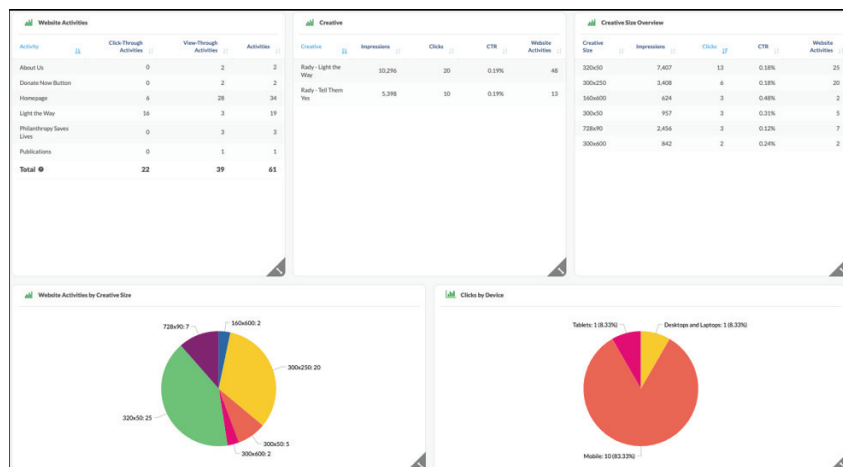 Website Activities
Activity Click-Through Activities View-Through Activities Activities
About Us 0 2 2
Donate Now Button 0 2 2
Homepage 6 28 34
Light the Way 16 3 19
Philanthropy Saves Lives 0 3 3
Publications 0 1 1
Total 22 39 61
Creative
Creative Impressions Clicks CTR Website Activities
Rady - Light the Way 10,296 20 0.19% 48
Rady - Tell Them Yes 5,398 10 0.19% 13
Creative Size Overview
Creative Size Impressions Clicks CTR Website Activities
320x50 7,407 13 0.18% 25
300x250 3,408 6 0.18% 20
160x600 624 3 0.48% 2
300x50 957 3 0.31% 5
728x90 2,456 3 0.12% 7
300x600 842 2 0.24% 2
Website Activities by Creative Size
728x90: 7
160x600: 2
300x250: 20
320x50: 25
300x50: 5
300x600: 2
Clicks by Device
Tablets: 1 (8.33%)
Desktops and Laptops: 1 (8.33%)
Mobile: 10 (83.33%)